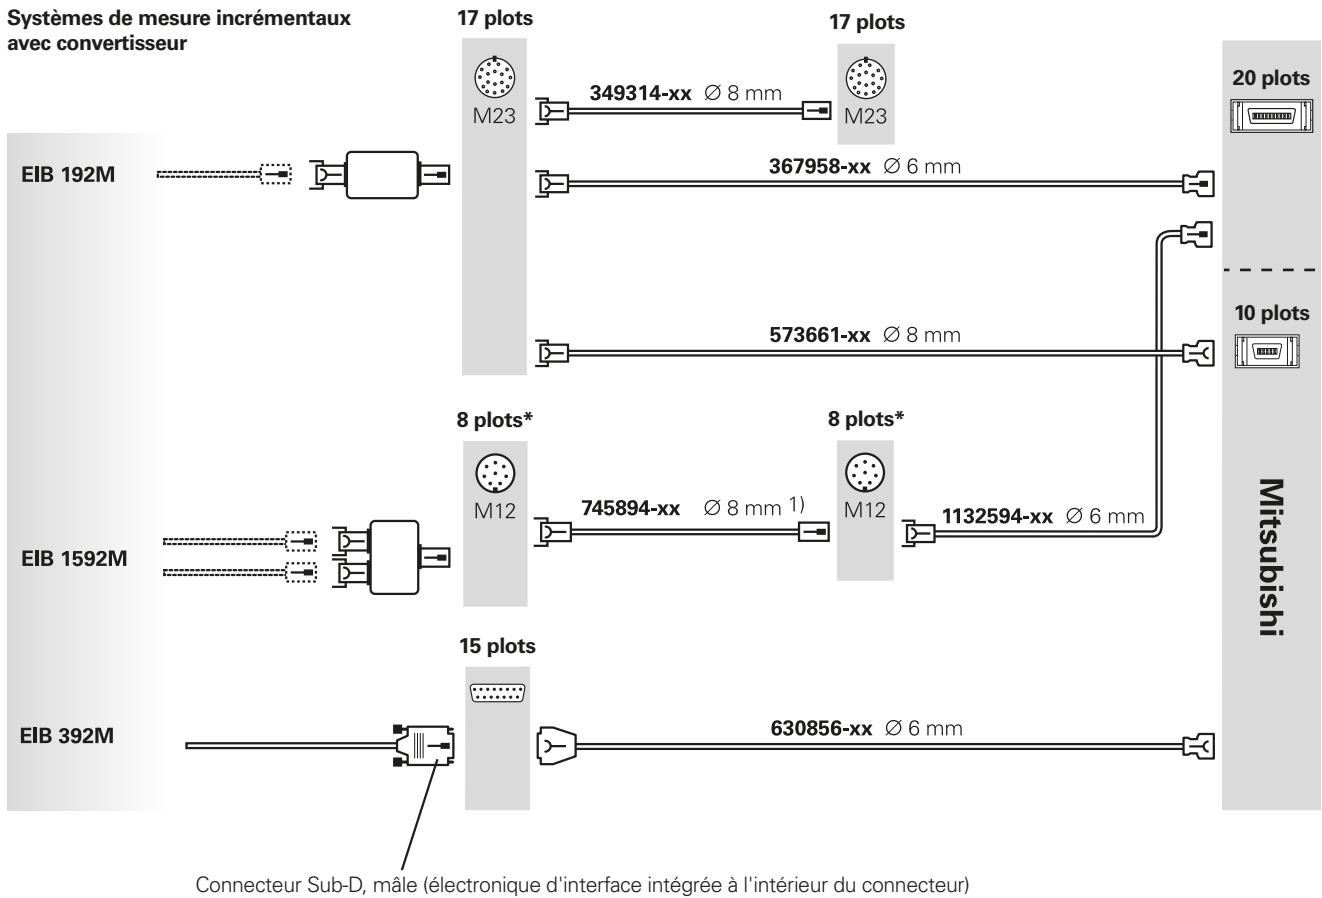 Systèmes de mesure incrémentaux
avec convertisseur
17 plots
17 plots
20 plots
M23
349314-xx Ø 8 mm
M23
EIB 192M
367958-xx Ø 6 mm
10 plots
573661-xx Ø 8 mm
8 plots*
8 plots*
M12
745894-xx Ø 8 mm 1)
M12
1132594-xx Ø 6 mm
Mitsubishi
EIB 1592M
15 plots
EIB 392M
630856-xx Ø 6 mm
Connecteur Sub-D, mâle (électronique d'interface intégrée à l'intérieur du connecteur)